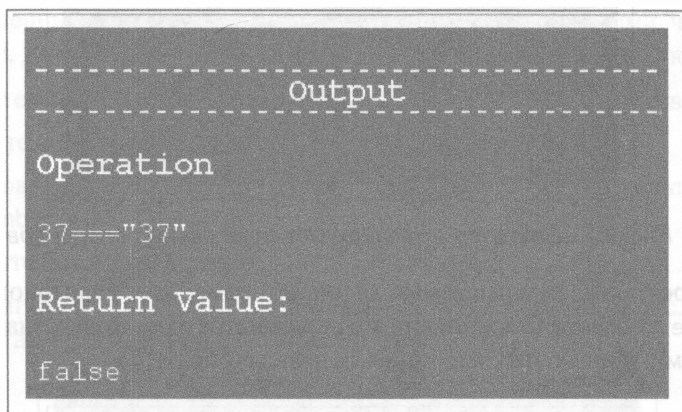 Output
Operation
37==="37"
Return Value:
false